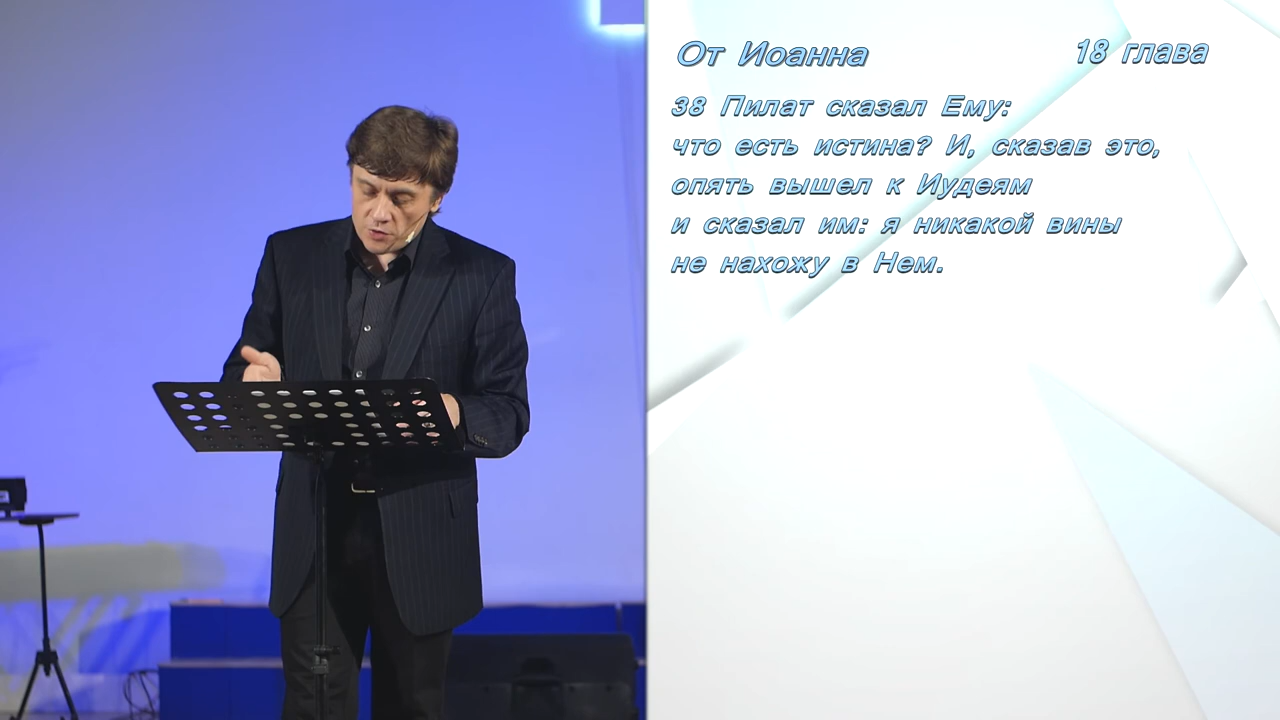 От Иоанна 18 глава
38 Пилат сказал Ему:
что есть истина? И, сказав это,
опять вышел к Иудеям
и сказал им: я никакой вины
не нахожу в Нем.